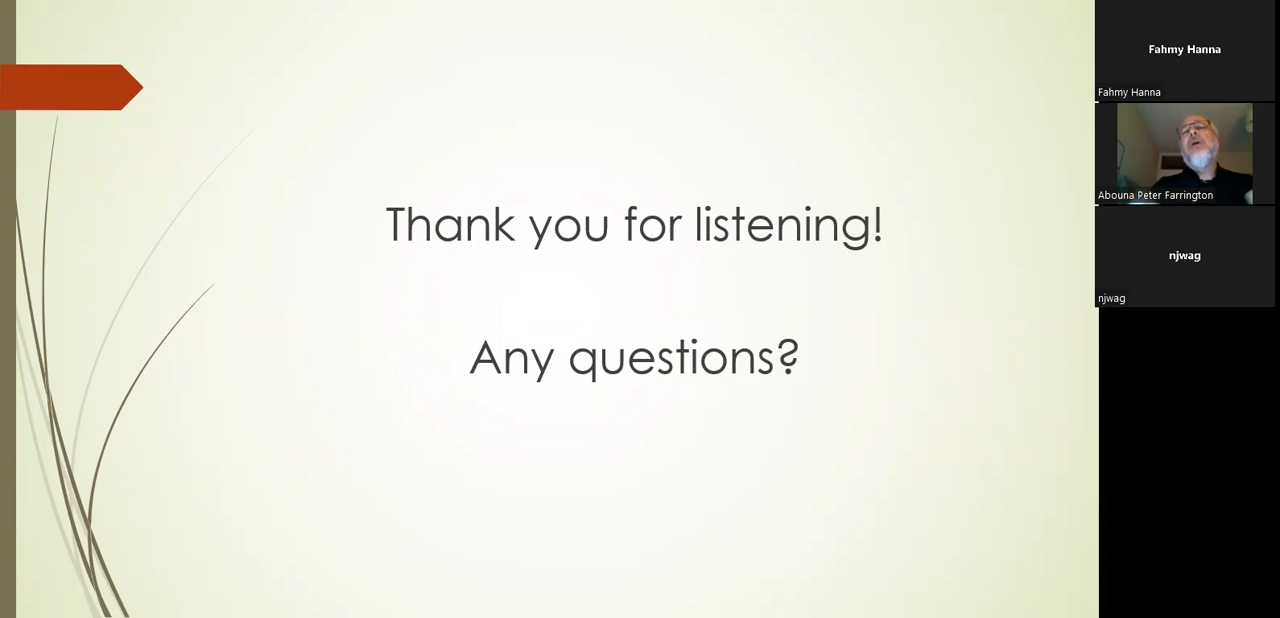 Thank you for listening!
Any questions?
Fahmy Hanna
Fahmy Hanna
Abouna Peter Farrington
njwag
njwag